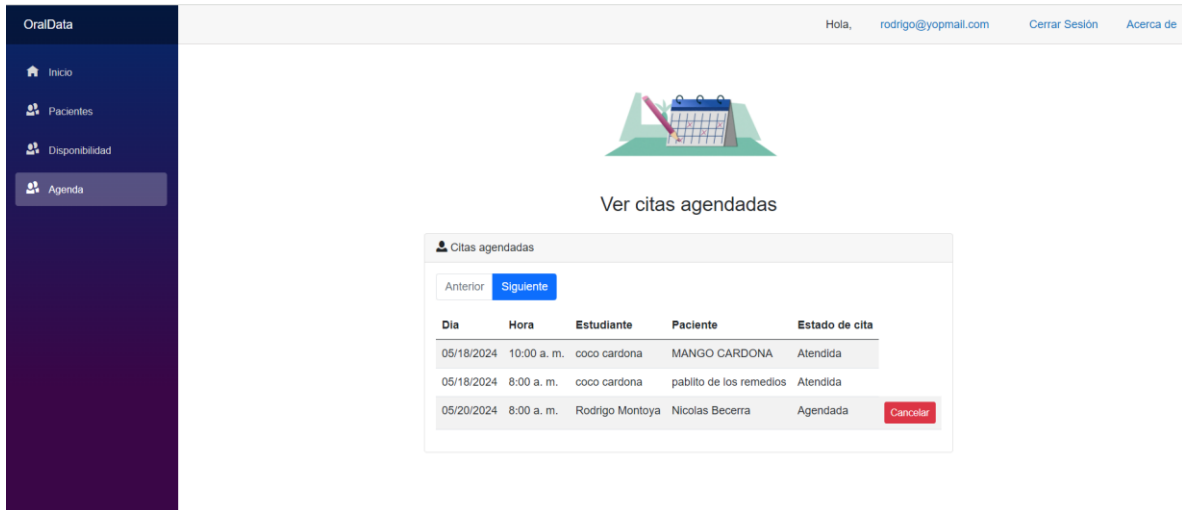 OralData
Hola, rodrigo@yopmail.com Cerrar Sesión Acerca de
Inicio
Pacientes
Disponibilidad
Agenda
Ver citas agendadas
Citas agendadas
Anterior Siguiente
Dia Hora Estudiante Paciente Estado de cita
05/18/2024 10:00 a. m. coco cardona MANGO CARDONA Atendida
05/18/2024 8:00 a. m. coco cardona pablito de los remedios Atendida
05/20/2024 8:00 a. m. Rodrigo Montoya Nicolas Becerra Agendada Cancelar